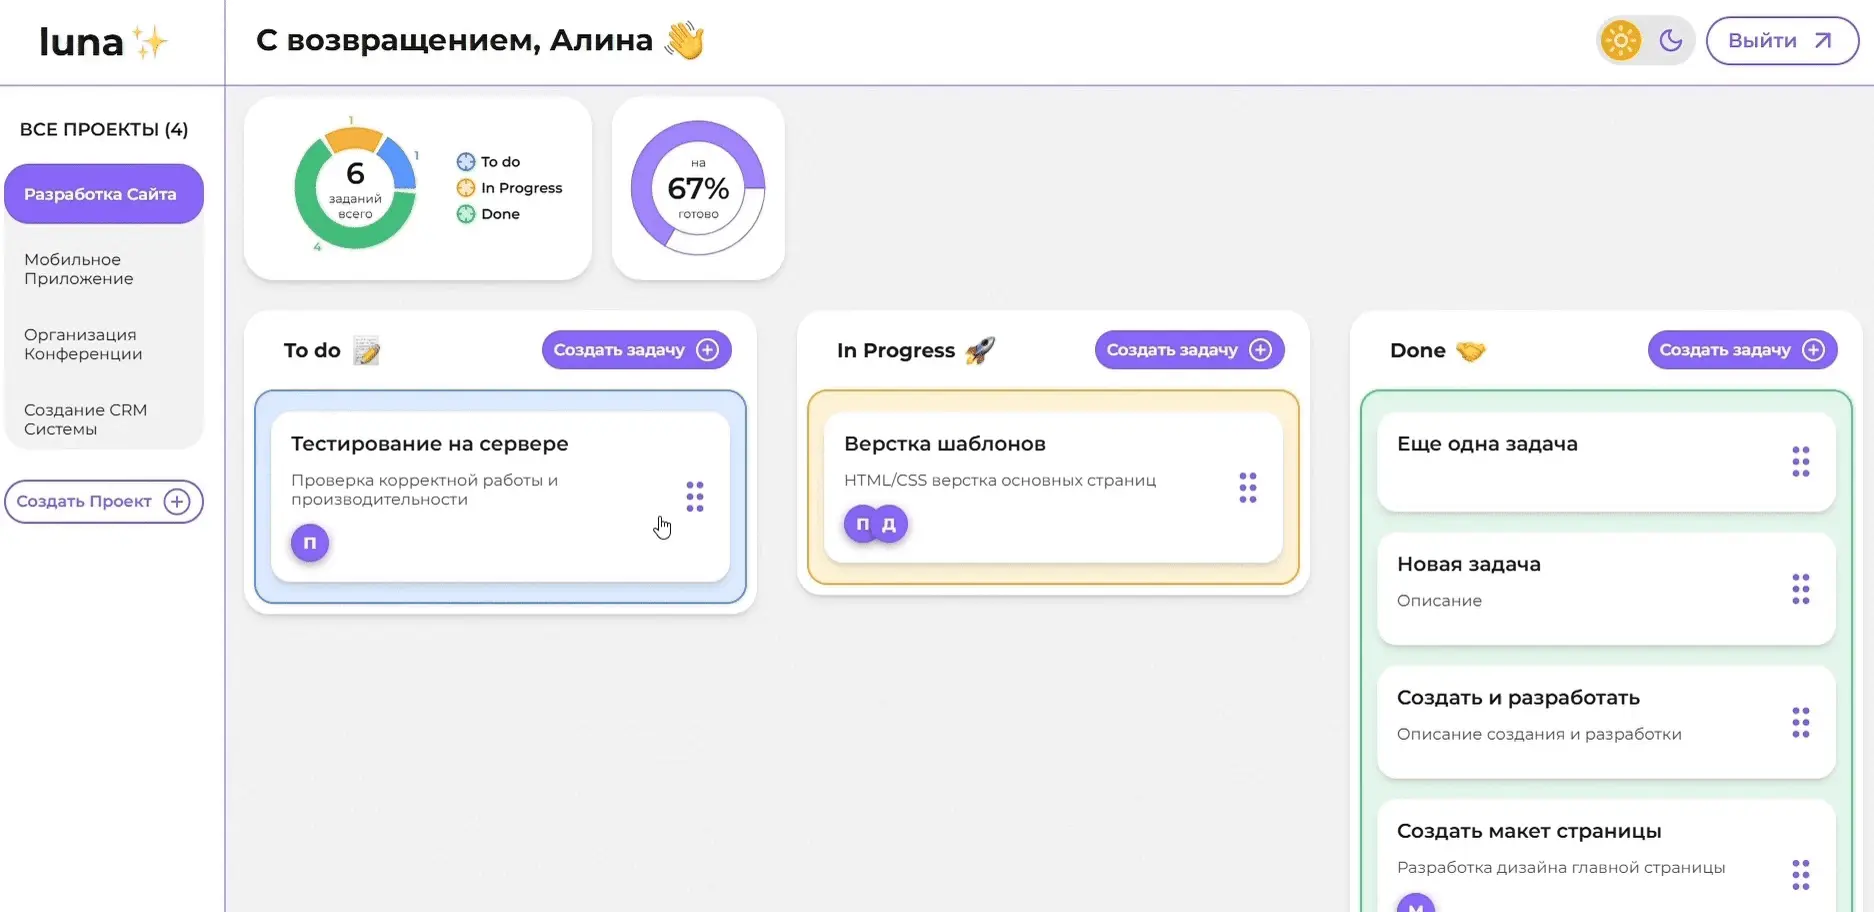 luna
С возвращением, Алина
Выйти
ВСЕ ПРОЕКТЫ (4)
Разработка Сайта
Мобильное
Приложение
Организация
Конференции
Создание CRM
Системы
Создать Проект
1
1
4
6
заданий
всего
To do
In Progress
Done
на
67%
готово
To do
Создать задачу
Тестирование на сервере
Проверка корректной работы и
производительности
П
In Progress
Создать задачу
Верстка шаблонов
HTML/CSS верстка основных страниц
П Д
Done
Создать задачу
Еще одна задача
Новая задача
Описание
Создать и разработать
Описание создания и разработки
Создать макет страницы
Разработка дизайна главной страницы
М